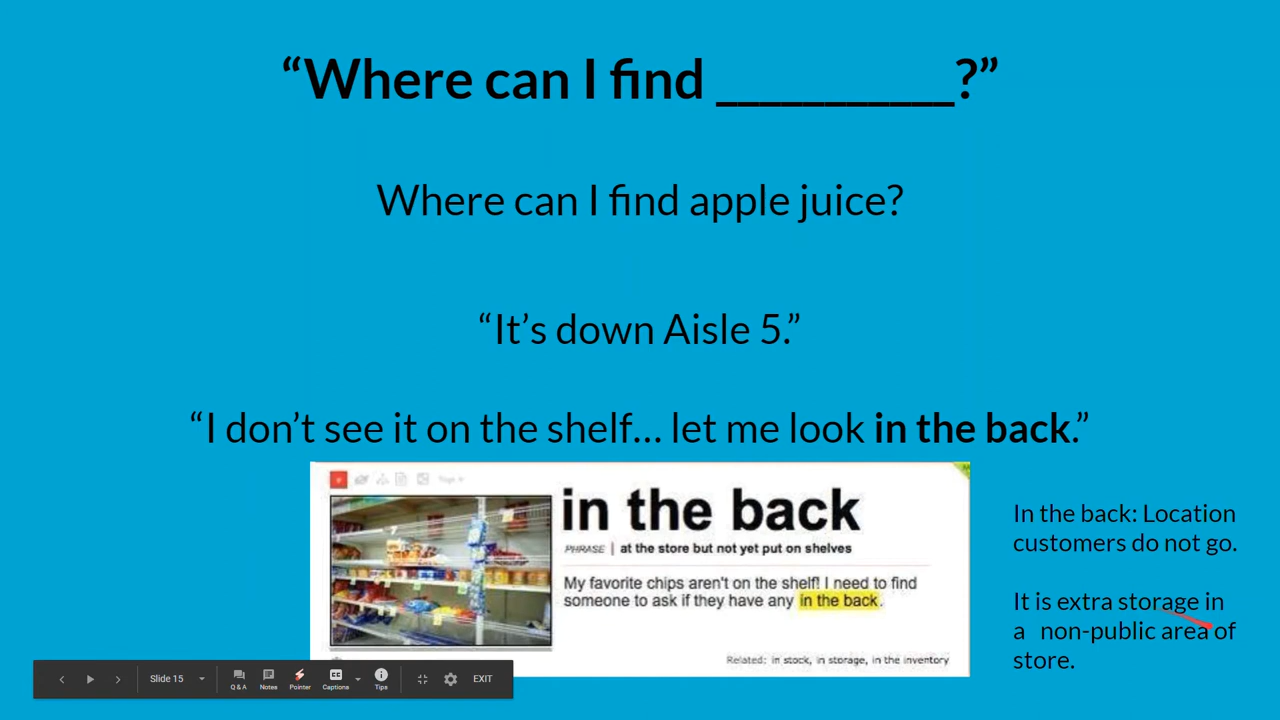 “Where can I find ___________?”
Where can I find apple juice?
“It’s down Aisle 5.”
“I don’t see it on the shelf... let me look in the back.”
Page
in the back
PHRASE | at the store but not yet put on shelves
My favorite chips aren't on the shelf! I need to find
someone to ask if they have any in the back.
Related: in stock, in storage, in the inventory
In the back: Location
customers do not go.
It is extra storage in
a non-public area of
store.
Slide 15
Q & A
Notes
Pointer
Captions
Tips
EXIT